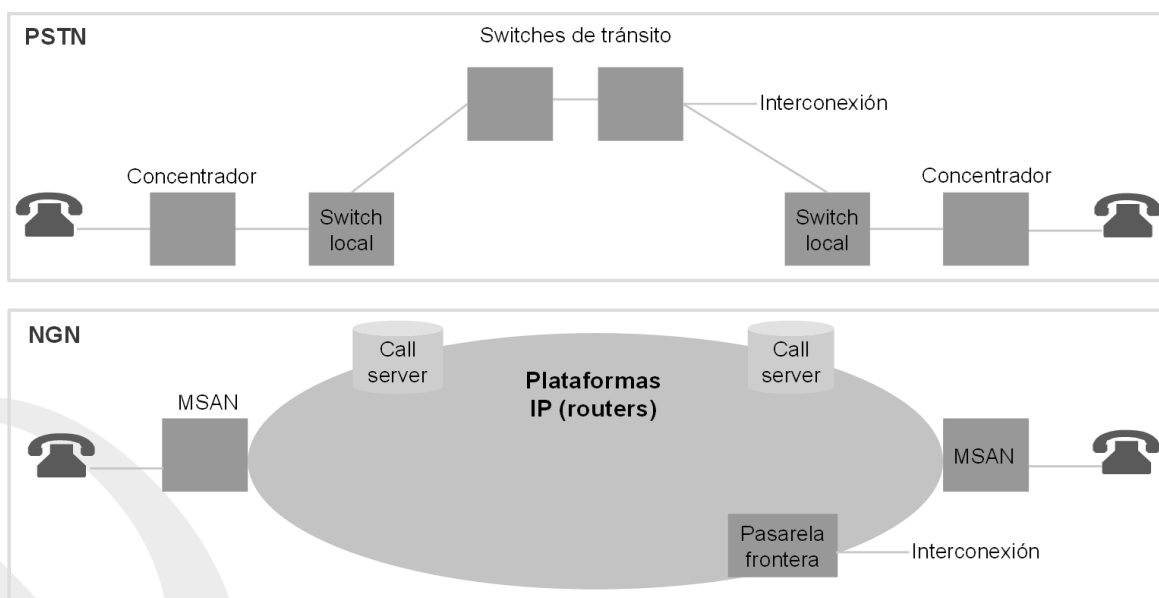 PSTN
Switches de tránsito
Interconexión
Concentrador
Concentrador
Switch
local
Switch
local
NGN
Call
server
Call
server
Plataformas
IP (routers)
MSAN
MSAN
Pasarela
frontera
Interconexión